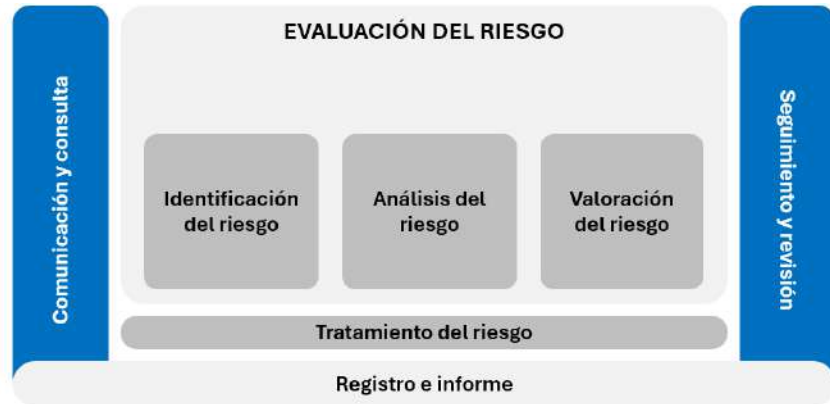 EVALUACIÓN DEL RIESGO
Comunicación y consulta
Identificación
del riesgo
Análisis del
riesgo
Valoración
del riesgo
Seguimiento y revisión
Tratamiento del riesgo
Registro e informe